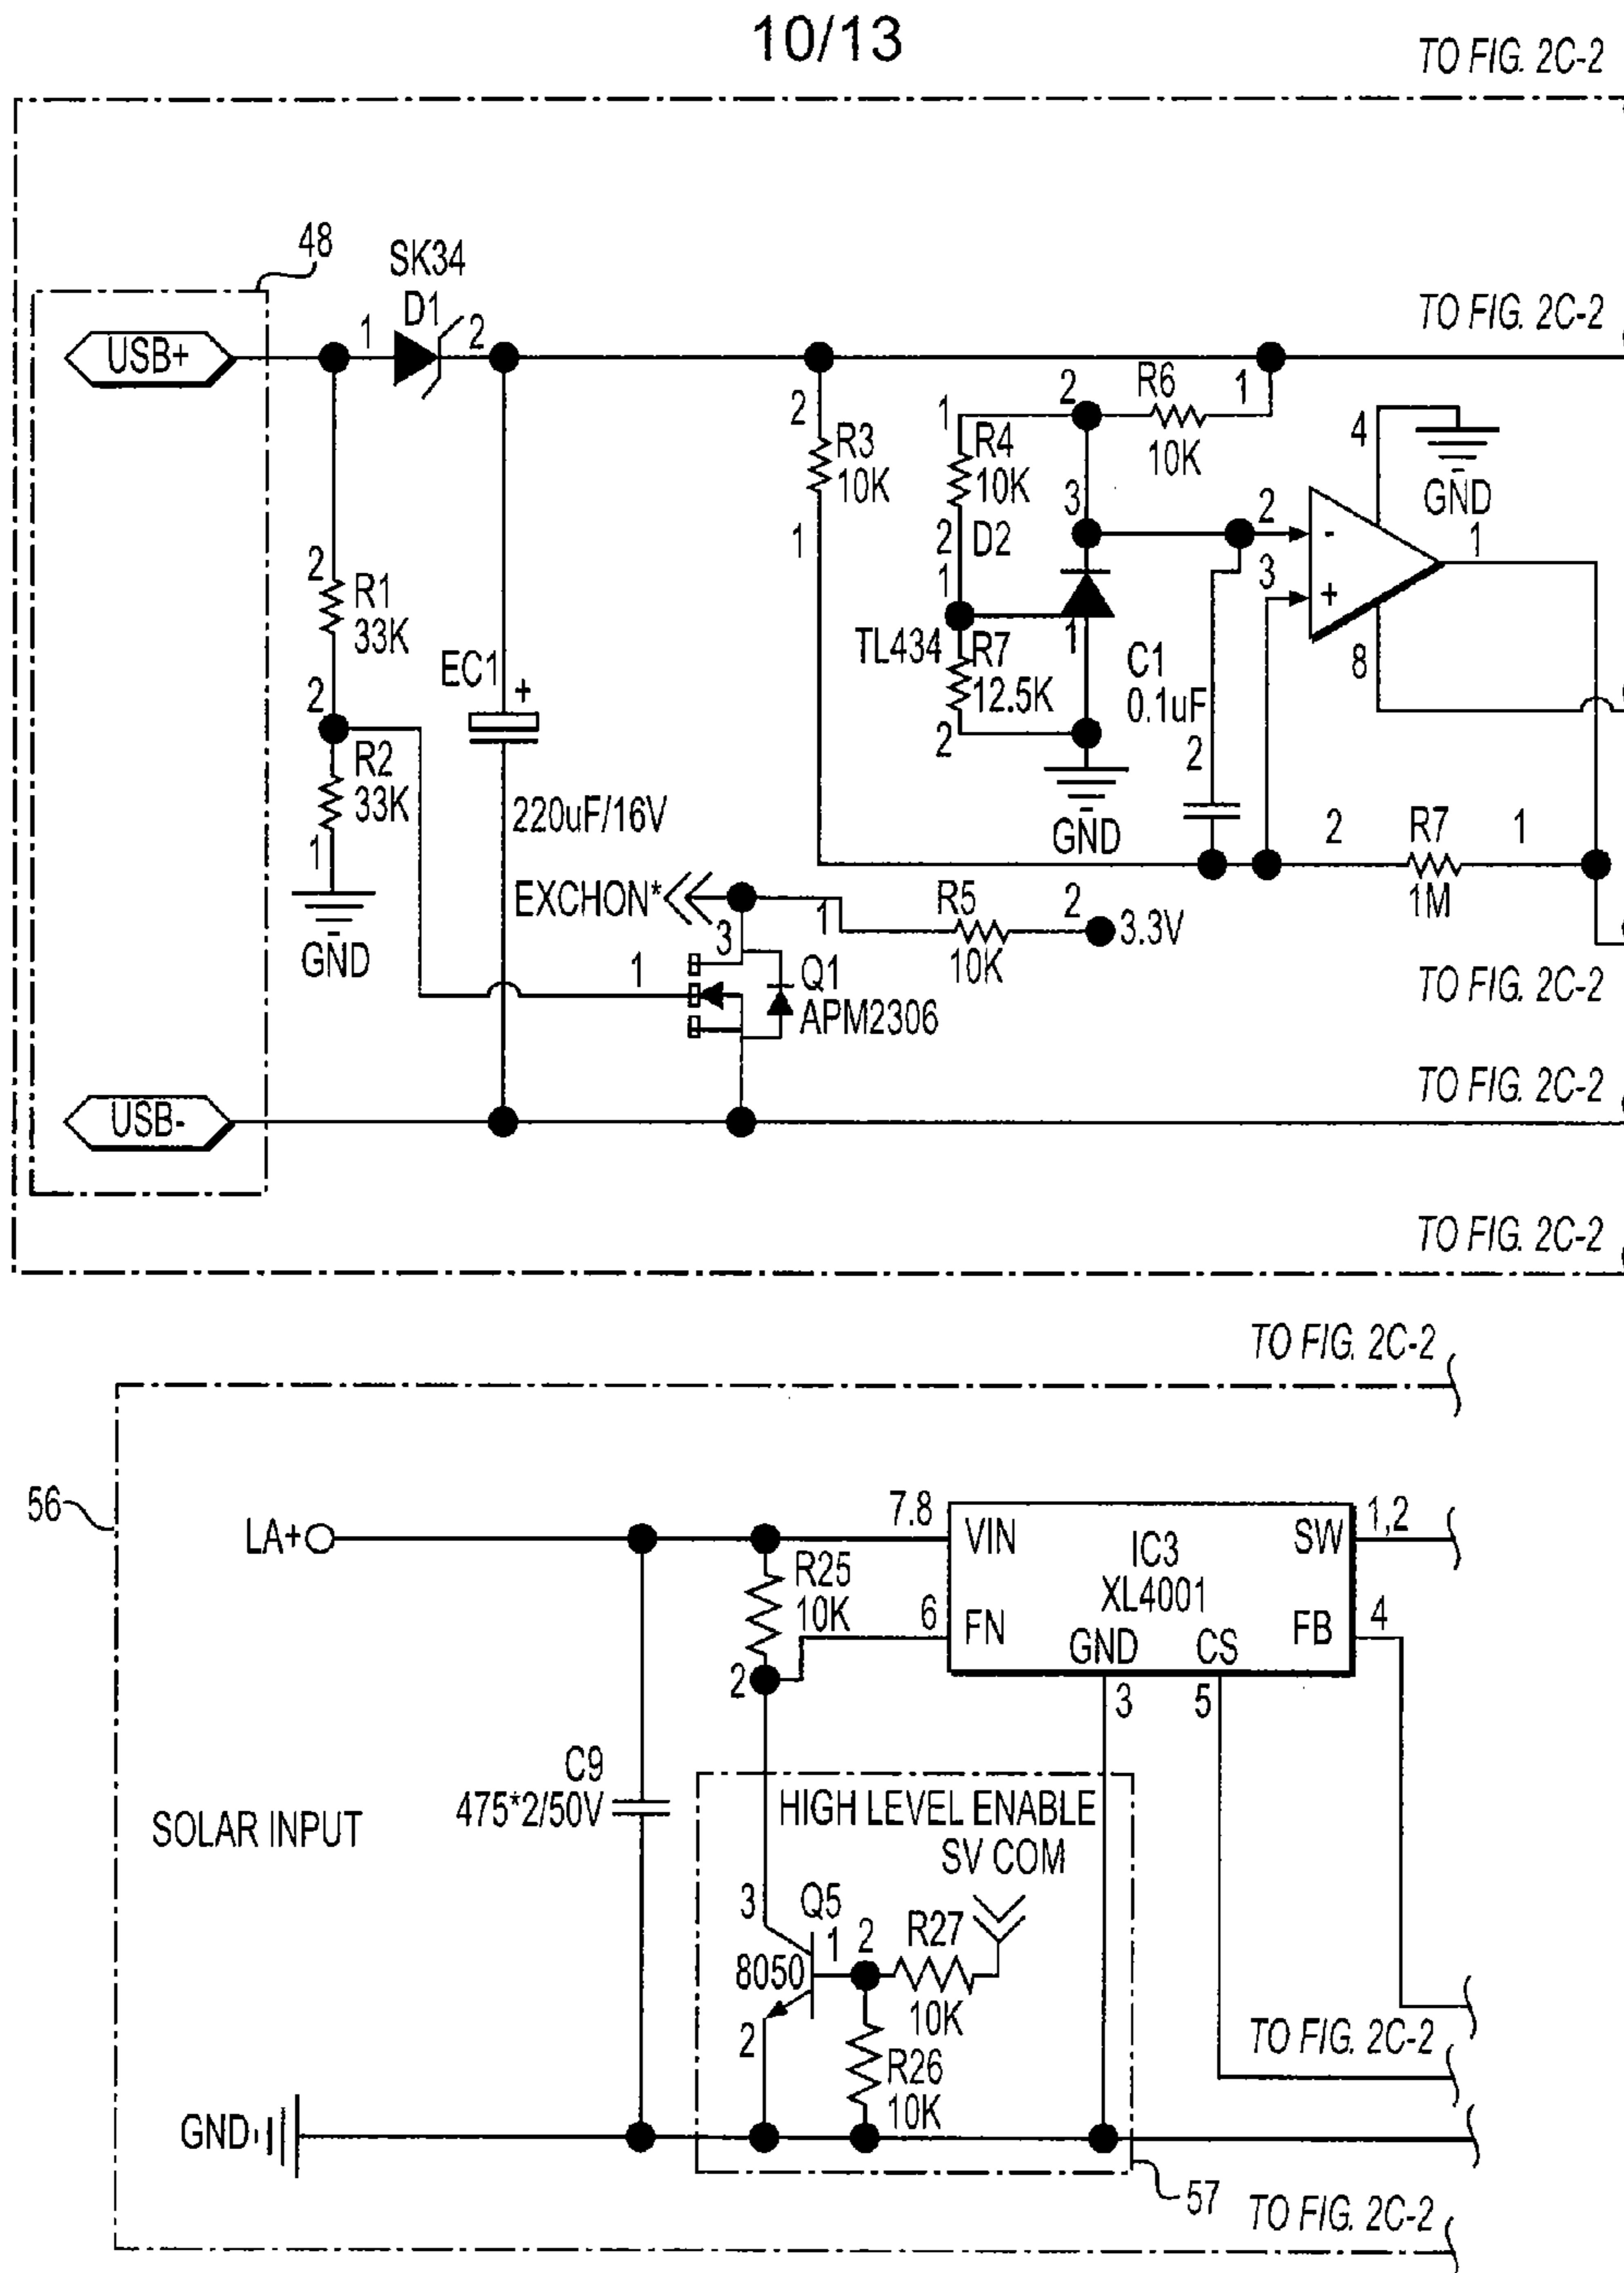 10/13
TO FIG. 2C-2
48
SK34
D1
TO FIG. 2C-2
USB+
1
2
2
R3
10K
1
1
R4
10K
2
2
R6
10K
1
3
D2
1
TL434
1
R7
12.5K
2
GND
4
GND
2
-
3
+
1
8
C1
0.1uF
2
2
R1
33K
2
R2
33K
1
GND
EC1
+
220uF/16V
2
R7
1M
1
EXCHON*
1
R5
10K
2
3.3V
3
1
Q1
APM2306
TO FIG. 2C-2
USB-
TO FIG. 2C-2
TO FIG. 2C-2
TO FIG. 2C-2
56
LA+
7.8
VIN
IC3
XL4001
SW
1,2
R25
10K
6
FN
GND
CS
FB
4
2
3
5
C9
475*2/50V
SOLAR INPUT
HIGH LEVEL ENABLE
SV COM
3
Q5
8050
1
2
R27
10K
2
R26
10K
TO FIG. 2C-2
GND
57
TO FIG. 2C-2